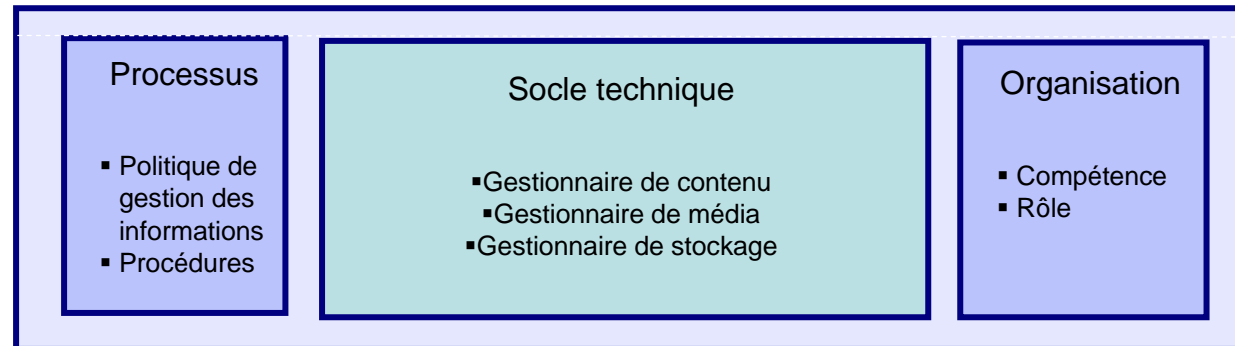 Processus
▪ Politique de
gestion des
informations
▪ Procédures
Socle technique
▪Gestionnaire de contenu
▪Gestionnaire de média
▪Gestionnaire de stockage
Organisation
▪ Compétence
▪ Rôle